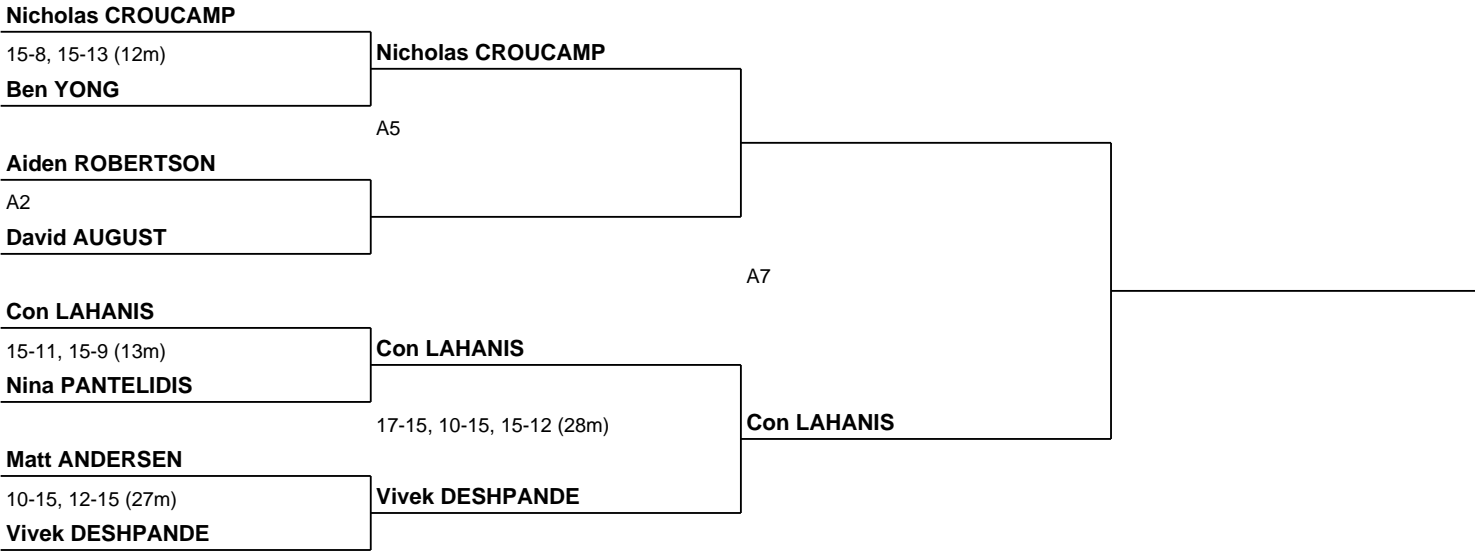 Nicholas CROUCAMP
15-8, 15-13 (12m)
Nicholas CROUCAMP
Ben YONG
A5
Aiden ROBERTSON
A2
David AUGUST
A7
Con LAHANIS
15-11, 15-9 (13m)
Con LAHANIS
Nina PANTELIDIS
17-15, 10-15, 15-12 (28m)
Con LAHANIS
Matt ANDERSEN
10-15, 12-15 (27m)
Vivek DESHPANDE
Vivek DESHPANDE